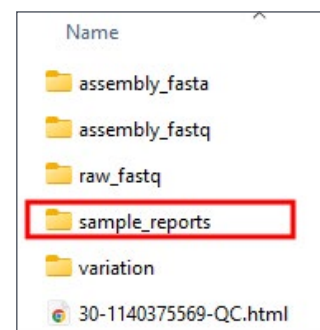 Name
assembly_fasta
assembly_fastq
raw_fastq
sample_reports
variation
30-1140375569-QC.html